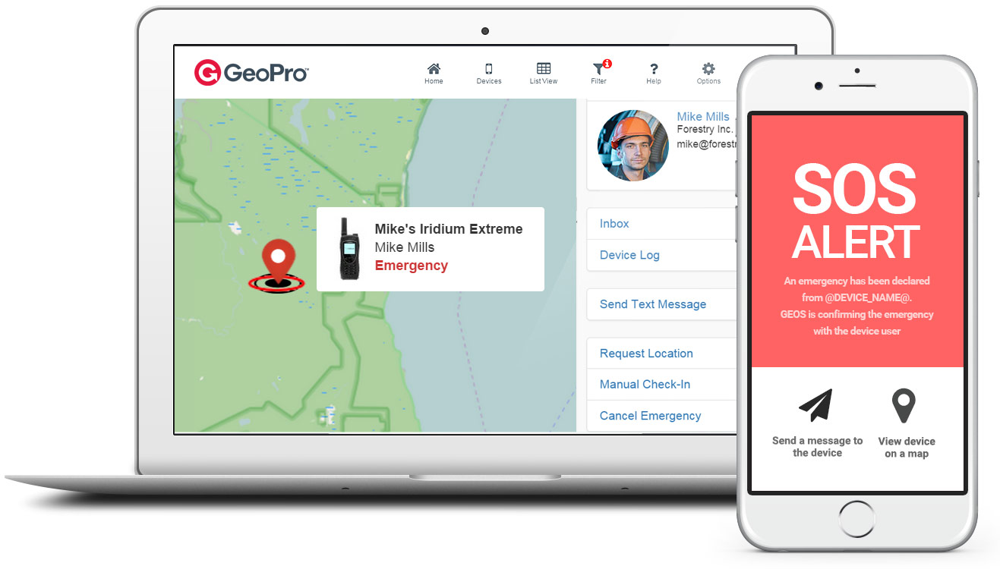 GeoPro™
Home
Devices
List View
Filter
Help
Options
Mike Mills
Forestry Inc.
mike@forestr
Mike's Iridium Extreme
Mike Mills
Emergency
Inbox
Device Log
Send Text Message
Request Location
Manual Check-In
Cancel Emergency
SOS
ALERT
An emergency has been declared
from @DEVICE_NAME@.
GEOS is confirming the emergency
with the device user
Send a message to
the device
View device
on a map